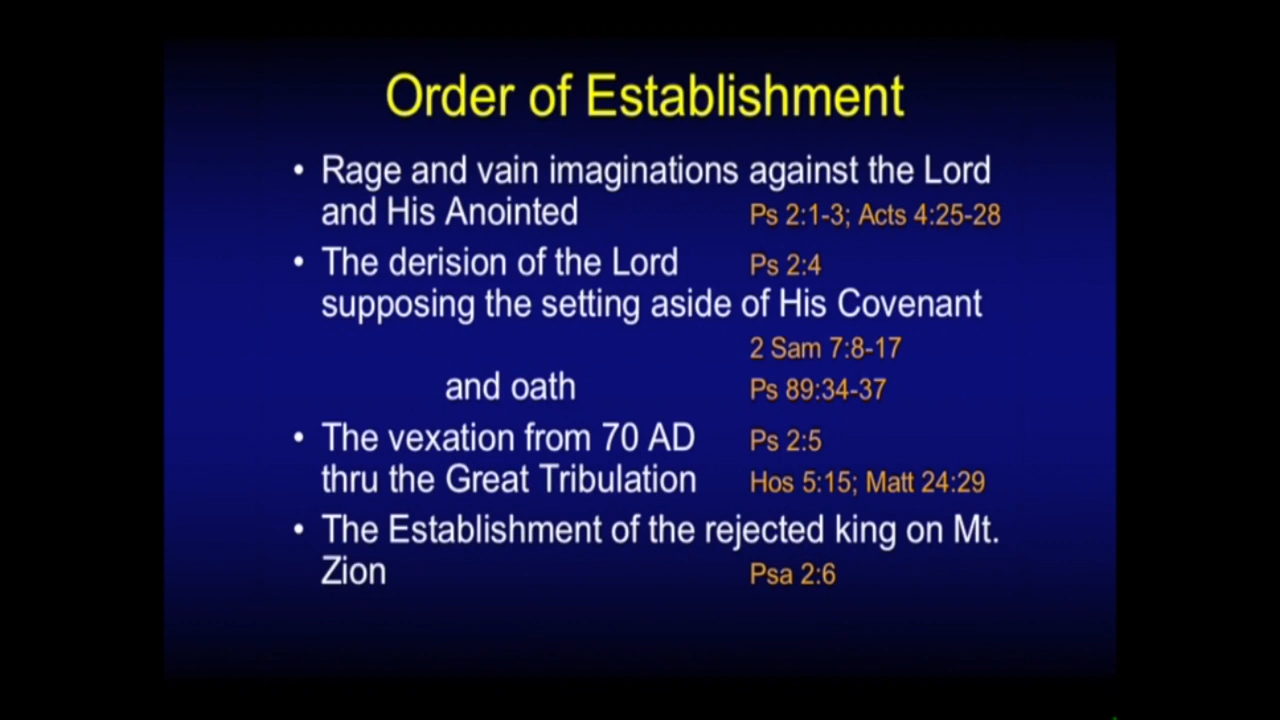 Order of Establishment
• Rage and vain imaginations against the Lord
and His Anointed Ps 2:1-3; Acts 4:25-28
• The derision of the Lord Ps 2:4
supposing the setting aside of His Covenant
2 Sam 7:8-17
and oath Ps 89:34-37
• The vexation from 70 AD Ps 2:5
thru the Great Tribulation Hos 5:15; Matt 24:29
• The Establishment of the rejected king on Mt.
Zion Psa 2:6